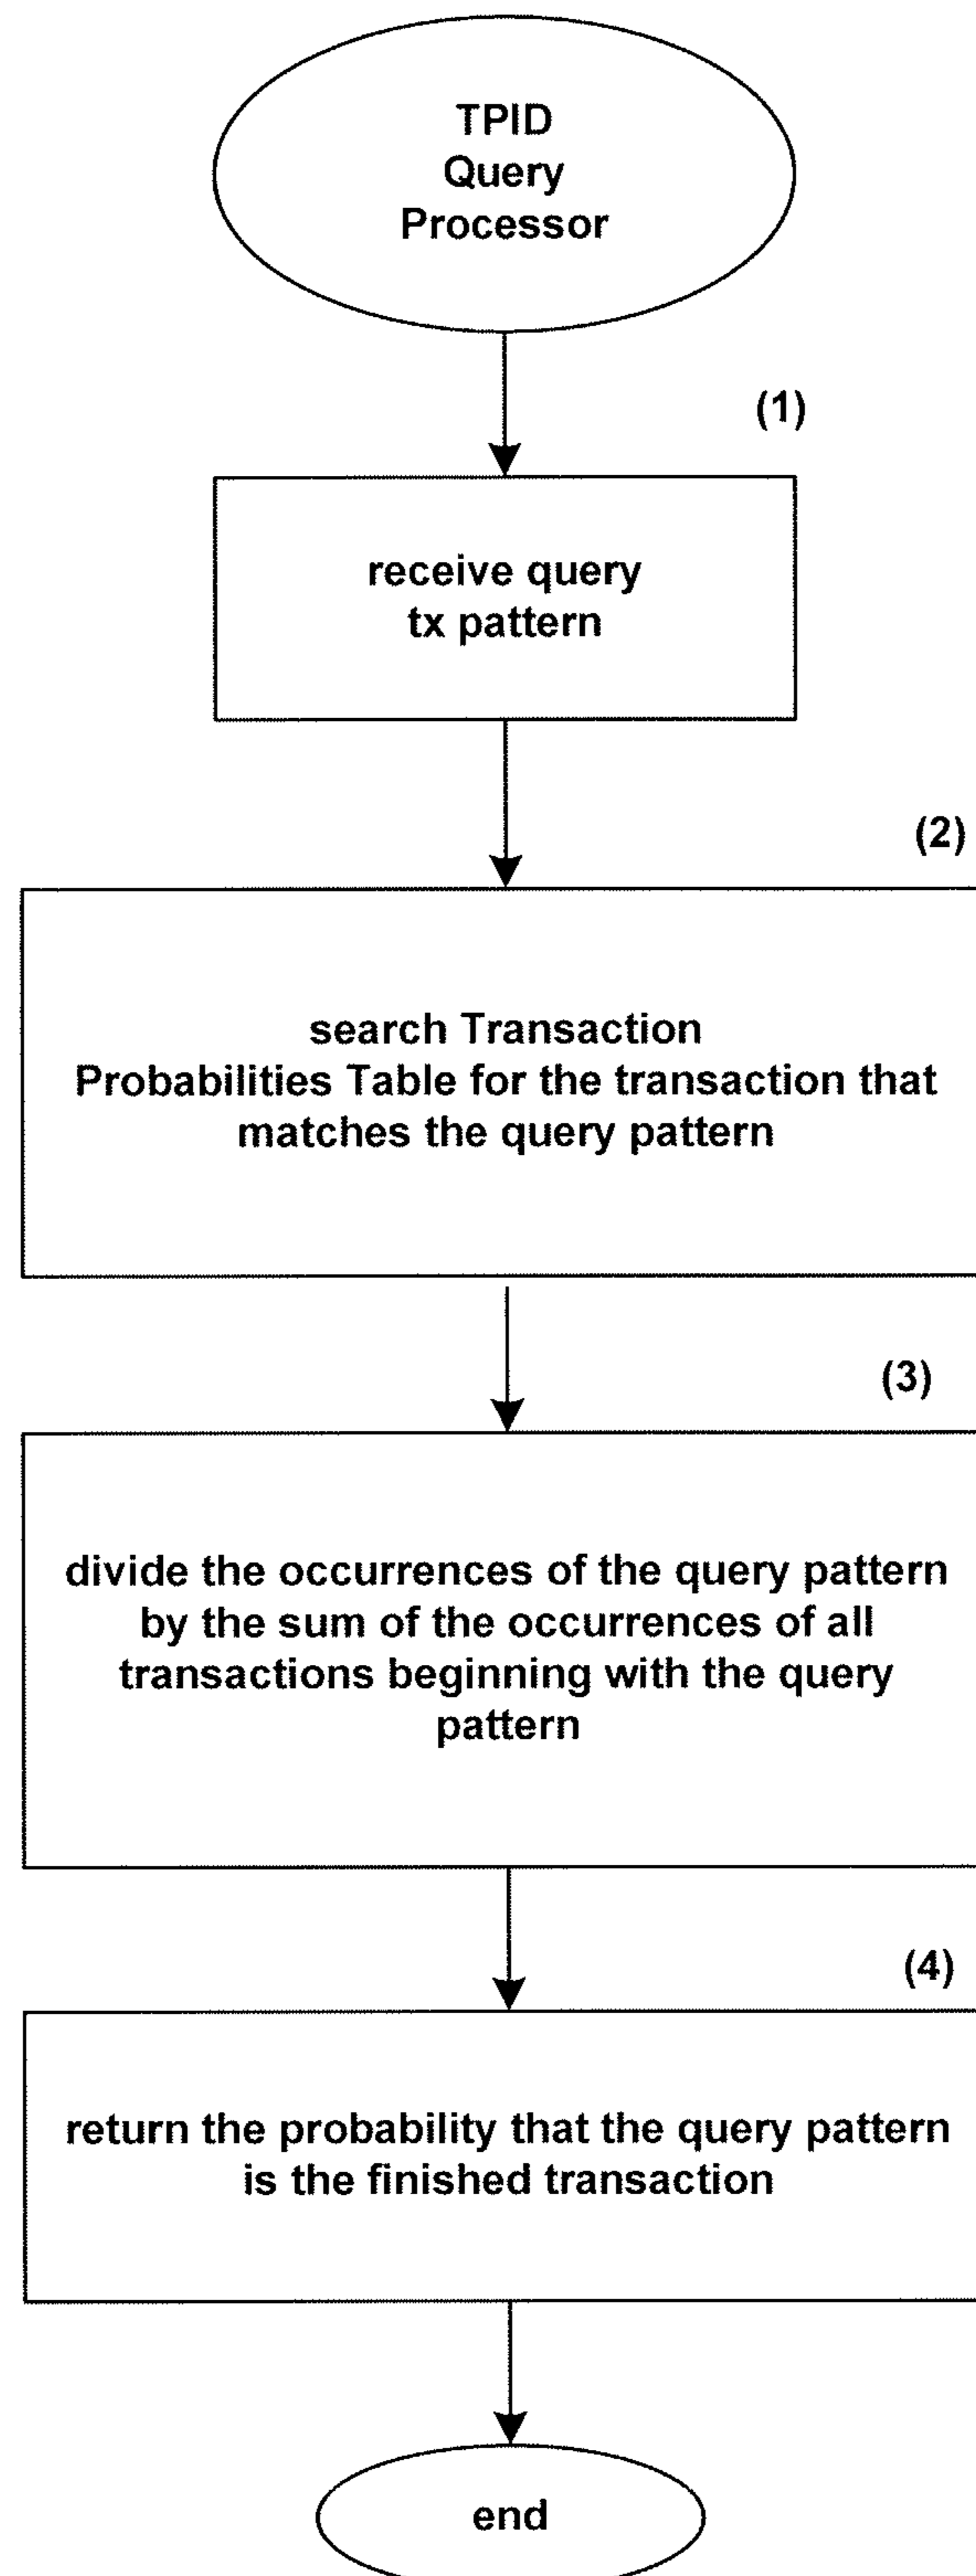 TPID
Query
Processor
(1)
receive query
tx pattern
(2)
search Transaction
Probabilities Table for the transaction that
matches the query pattern
(3)
divide the occurrences of the query pattern
by the sum of the occurrences of all
transactions beginning with the query
pattern
(4)
return the probability that the query pattern
is the finished transaction
end